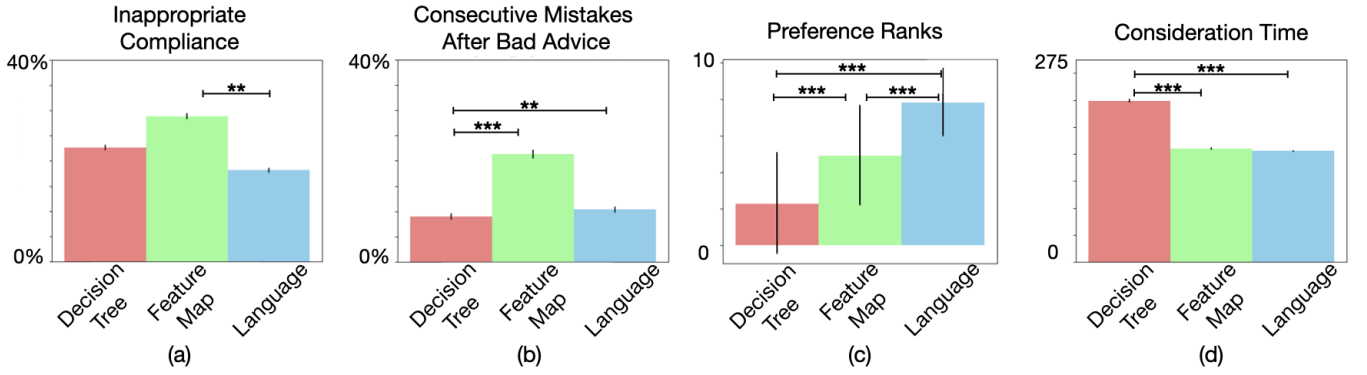 Inappropriate
Compliance
40%
0%
**
Decision
Tree
Feature
Map
Language
(a)
Consecutive Mistakes
After Bad Advice
40%
0%
**
***
Decision
Tree
Feature
Map
Language
(b)
Preference Ranks
10
0
***
***
***
Decision
Tree
Feature
Map
Language
(c)
Consideration Time
275
0
***
***
Decision
Tree
Feature
Map
Language
(d)